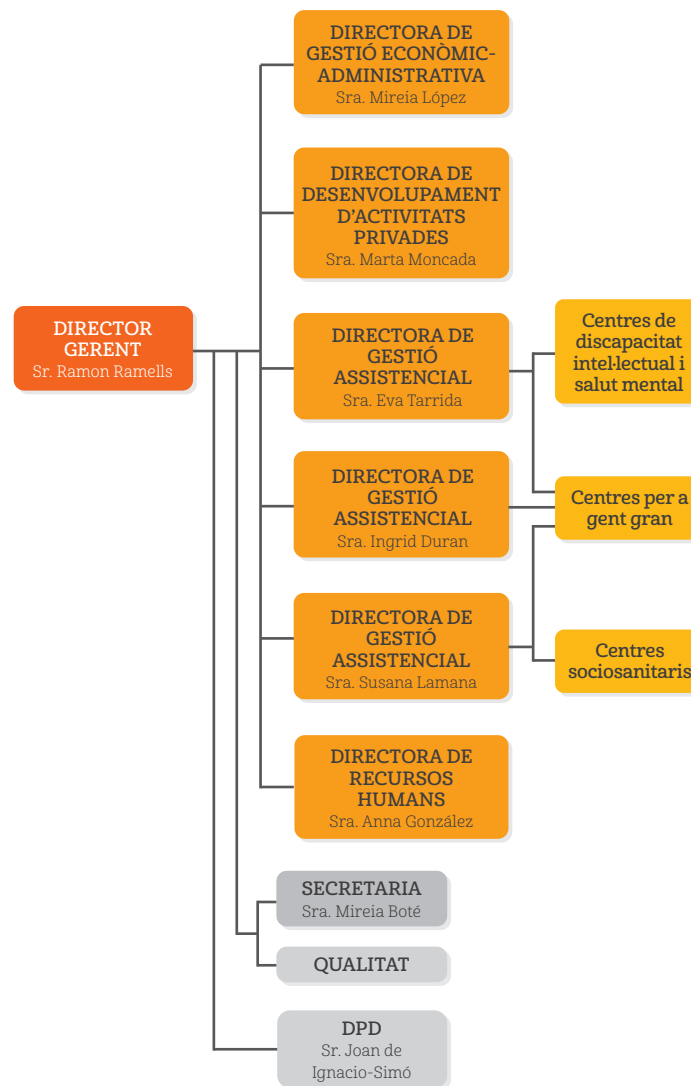 DIRECTORA DE
GESTIÓ ECONÒMIC-
ADMINISTRATIVA
Sra. Mireia López
DIRECTORA DE
DESENVOLUPAMENT
D’ACTIVITATS
PRIVADES
Sra. Marta Moncada
DIRECTOR
GERENT
Sr. Ramon Ramells
DIRECTORA DE
GESTIÓ
ASSISTENCIAL
Sra. Eva Tarrida
Centres de
discapacitat
intel·lectual i
salut mental
DIRECTORA DE
GESTIÓ
ASSISTENCIAL
Sra. Ingrid Duran
Centres per a
gent gran
DIRECTORA DE
GESTIÓ
ASSISTENCIAL
Sra. Susana Lamana
Centres
sociosanitaris
DIRECTORA DE
RECURSOS
HUMANS
Sra. Anna González
SECRETARIA
Sra. Mireia Boté
QUALITAT
DPD
Sr. Joan de
Ignacio-Simó